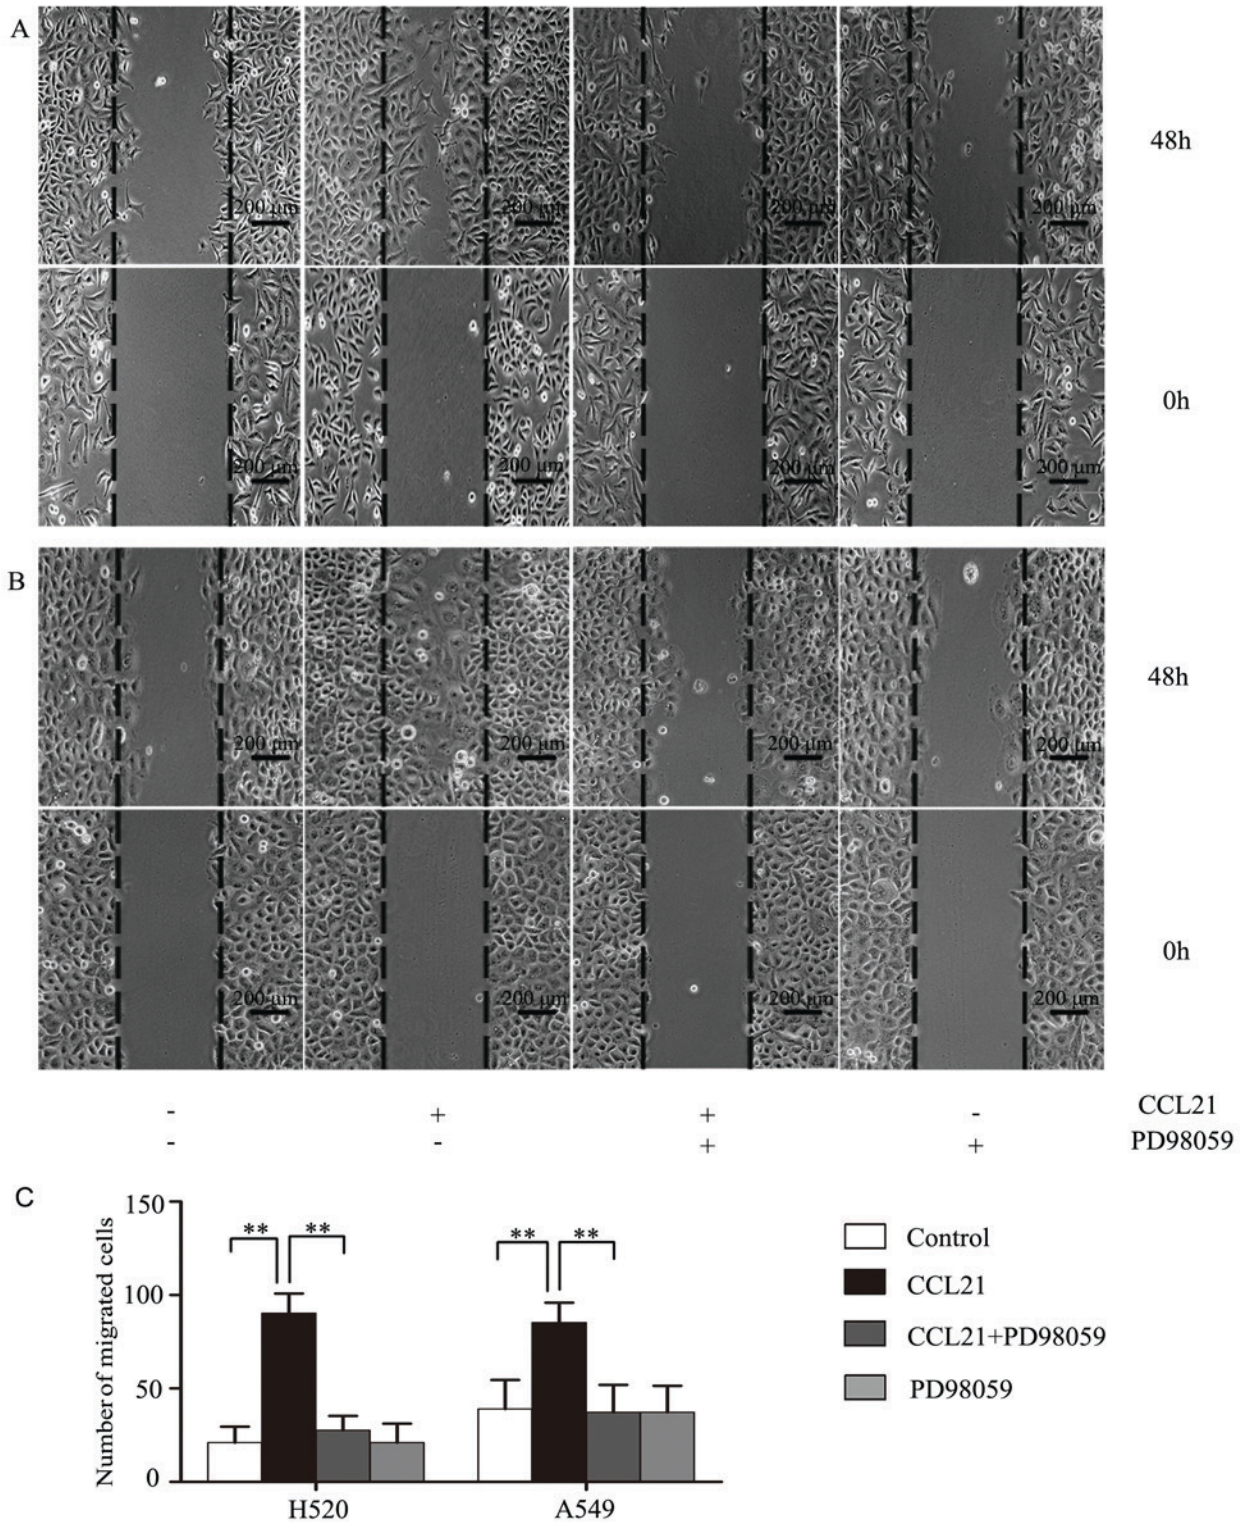 A
48h
200 μm 200 μm 200 μm 200 μm
0h
200 μm 200 μm 200 μm 200 μm
B
48h
200 μm 200 μm 200 μm 200 μm
0h
200 μm 200 μm 200 μm 200 μm
- + + - CCL21
- - + + PD98059
C
Number of migrated cells
150
100
50
0
** **
** **
H520
A549
Control
CCL21
CCL21+PD98059
PD98059